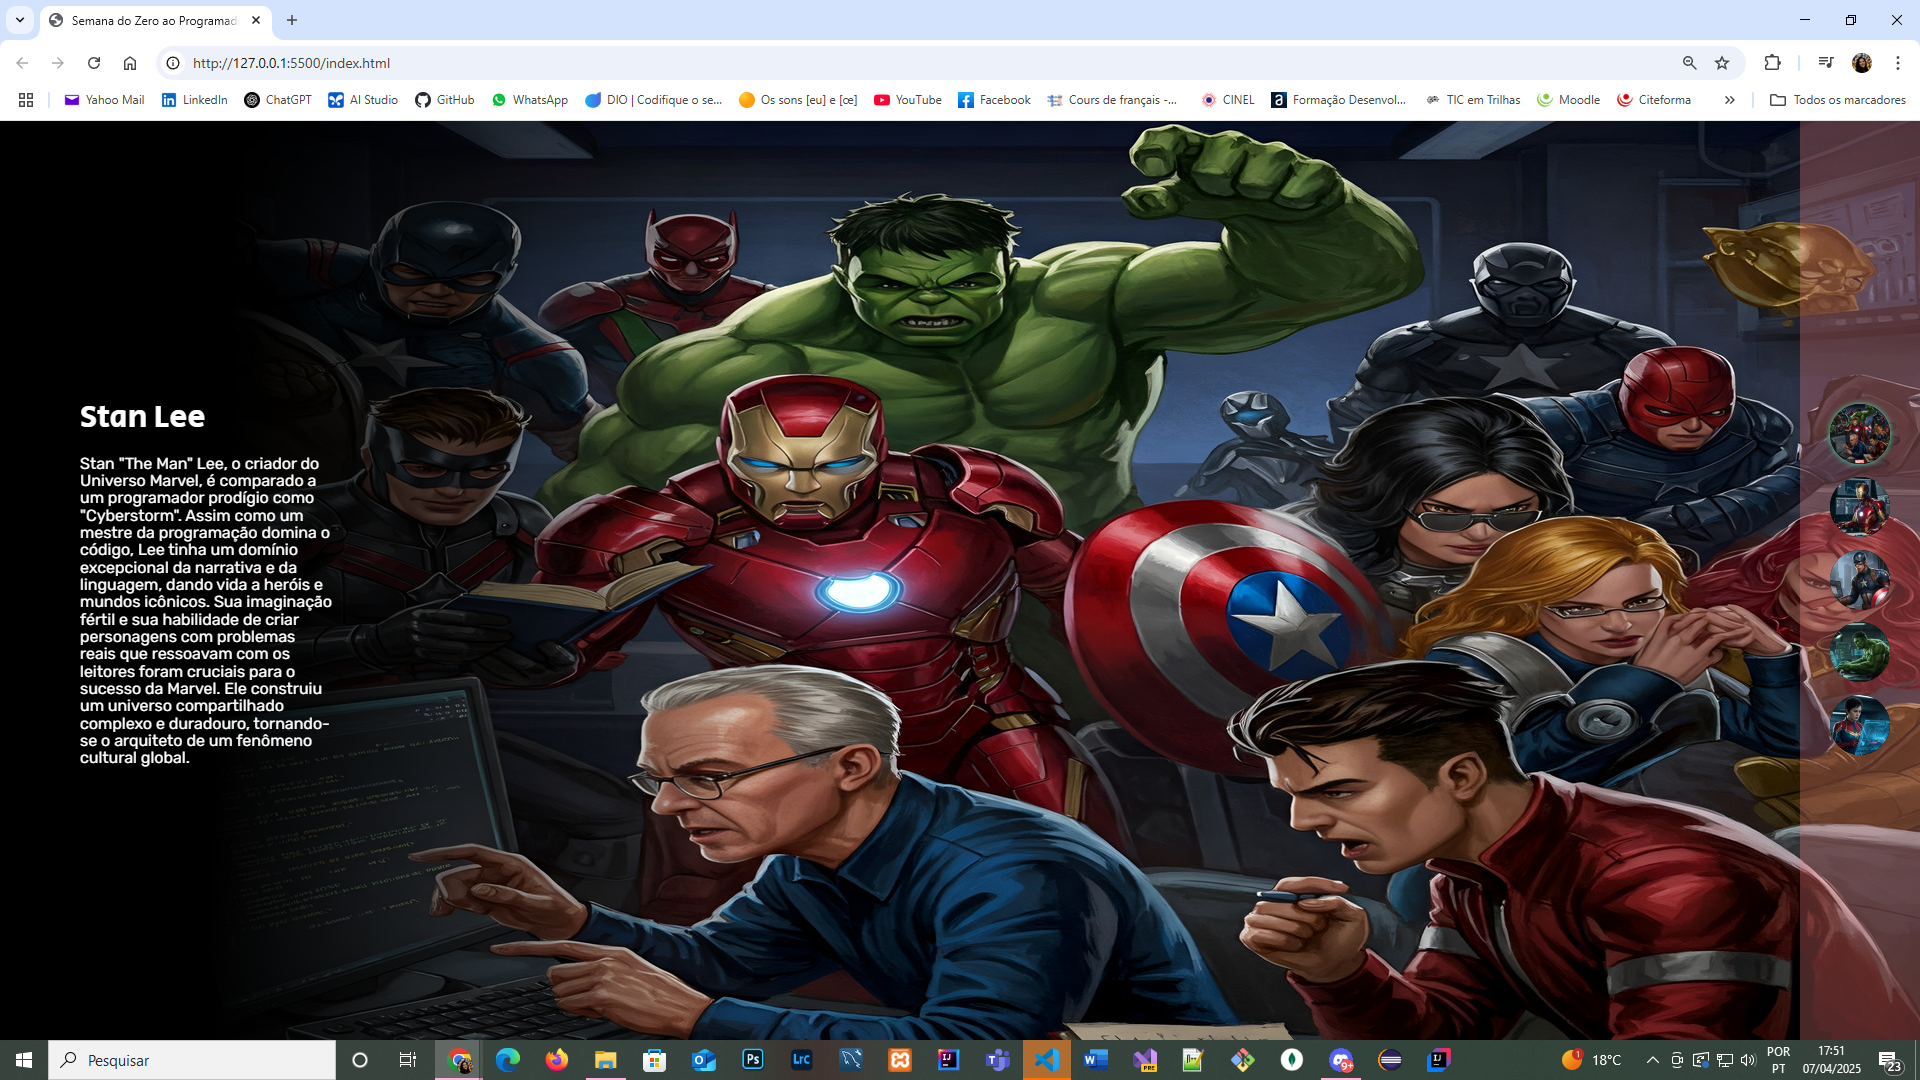 Semana do Zero ao Programad
http://127.0.0.1:5500/index.html
Yahoo Mail
LinkedIn
ChatGPT
AI Studio
GitHub
WhatsApp
DIO | Codifique o se...
Os sons [eu] e [œ]
YouTube
Facebook
Cours de français -...
CINEL
Formação Desenvol...
TIC em Trilhas
Moodle
Citeforma
Todos os marcadores
Stan Lee
Stan "The Man" Lee, o criador do
Universo Marvel, é comparado a
um programador prodígio como
"Cyberstorm". Assim como um
mestre da programação domina o
código, Lee tinha um domínio
excepcional da narrativa e da
linguagem, dando vida a heróis e
mundos icônicos. Sua imaginação
fértil e sua habilidade de criar
personagens com problemas
reais que ressoavam com os
leitores foram cruciais para o
sucesso da Marvel. Ele construiu
um universo compartilhado
complexo e duradouro, tornando-
se o arquiteto de um fenômeno
cultural global.
Pesquisar
Ps
Lrc
W
PRE
9+
1
18°C
POR
PT
17:51
07/04/2025
23